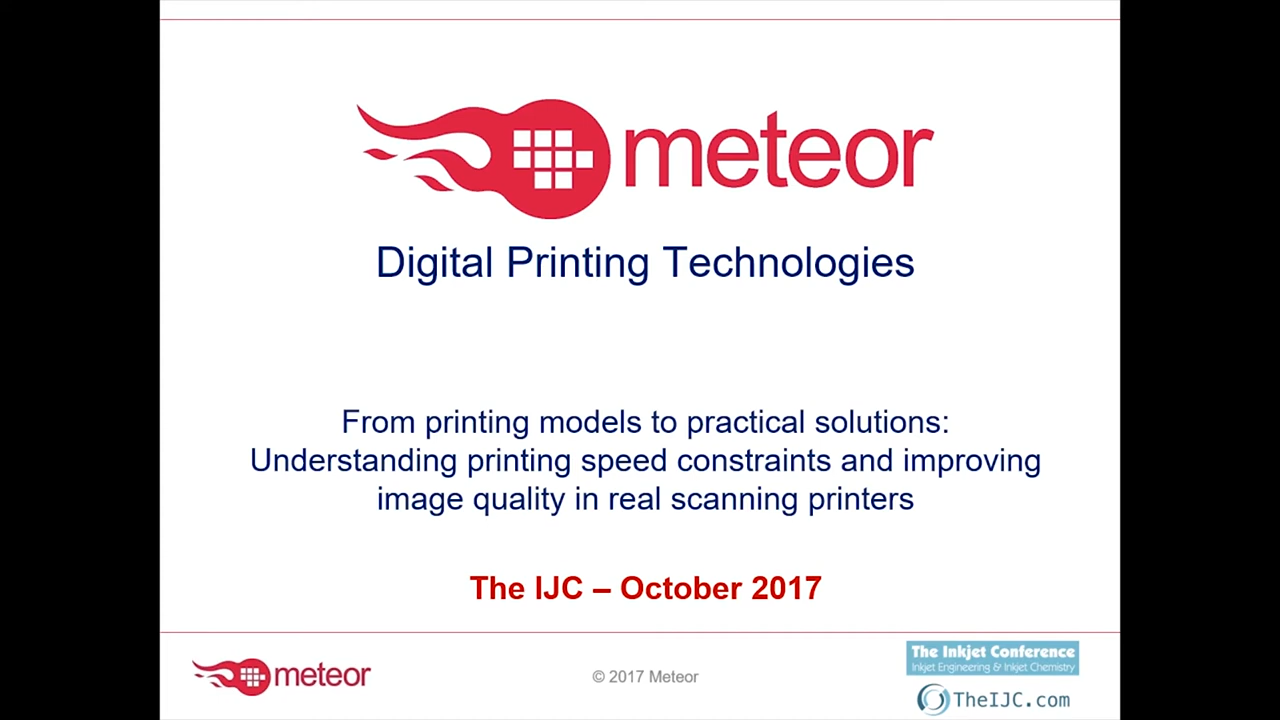 meteor
Digital Printing Technologies
From printing models to practical solutions:
Understanding printing speed constraints and improving
image quality in real scanning printers
The IJC – October 2017
meteor
© 2017 Meteor
The Inkjet Conference
Inkjet Engineering & Inkjet Chemistry
TheIJC.com